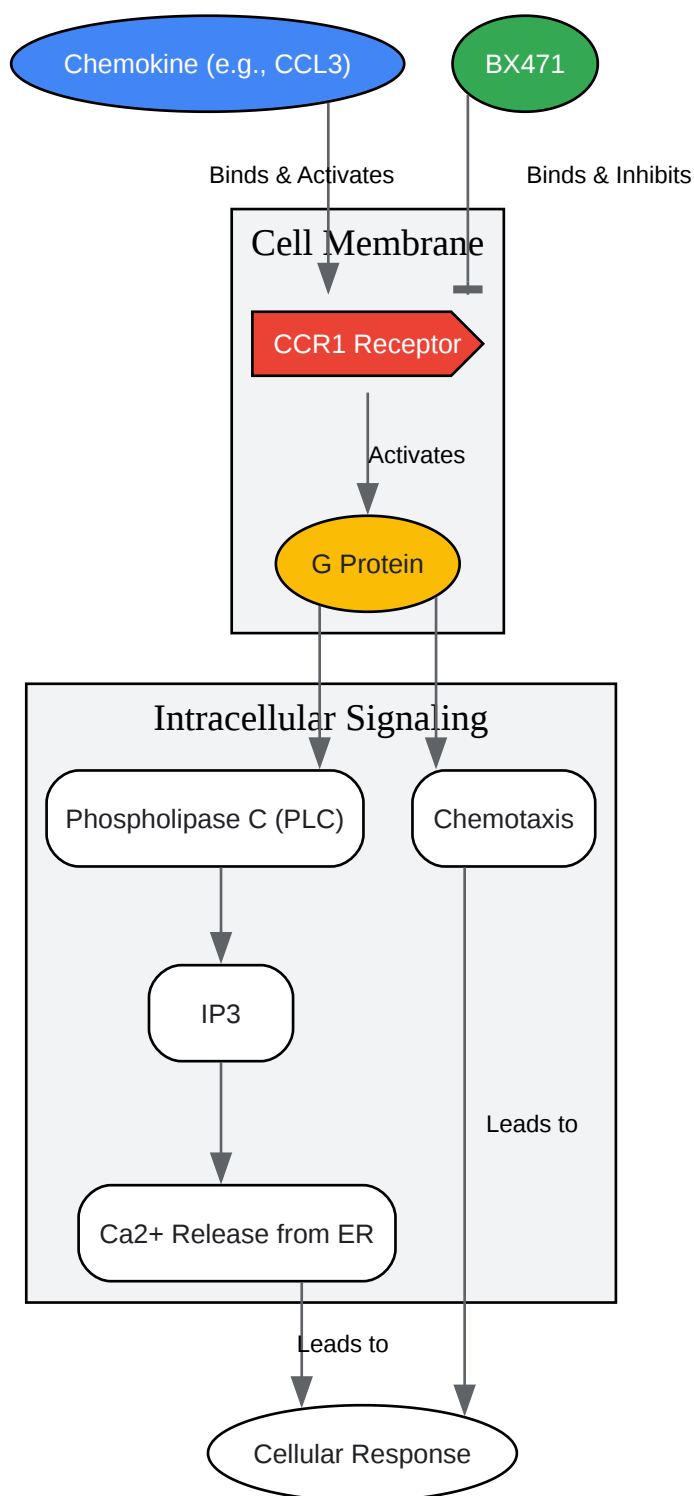 Chemokine (e.g., CCL3)
BX471
Binds & Activates
Binds & Inhibits
Cell Membrane
CCR1 Receptor
Activates
G Protein
Intracellular Signaling
Phospholipase C (PLC)
Chemotaxis
IP3
Leads to
Ca2+ Release from ER
Leads to
Cellular Response